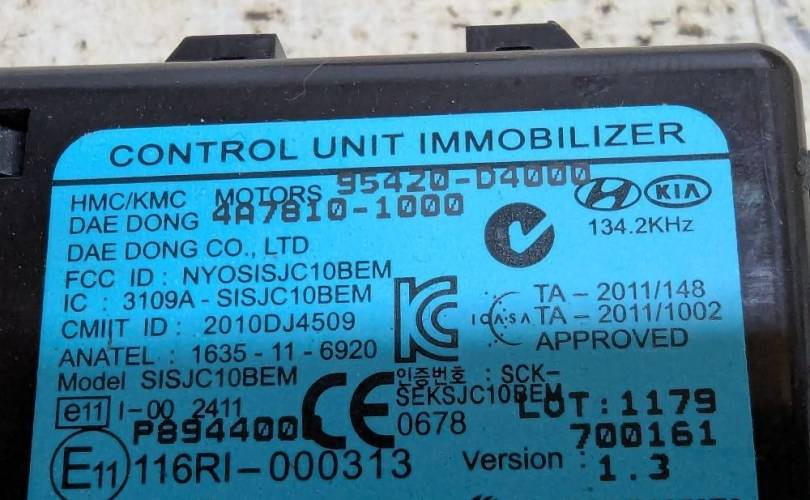 CONTROL UNIT IMMOBILIZER
HMC/KMC MOTORS 95420-D4000
DAE DONG 4A7810-1000
KIA
134.2KHz
DAE DONG CO., LTD
FCC ID : NYOSISJC10BEM
IC : 3109A - SISJC10BEM
CMIIT ID : 2010DJ4509
ANATEL : 1635 - 11 - 6920
ICASA
TA - 2011/148
TA - 2011/1002
APPROVED
Model SISJC10BEM
인증번호 : SCK-
SEKSJC10BEM
e11 I-00 2411
CE 0678
LOT:1179
P894400
700161
E11 116RI-000313
Version : 1.3